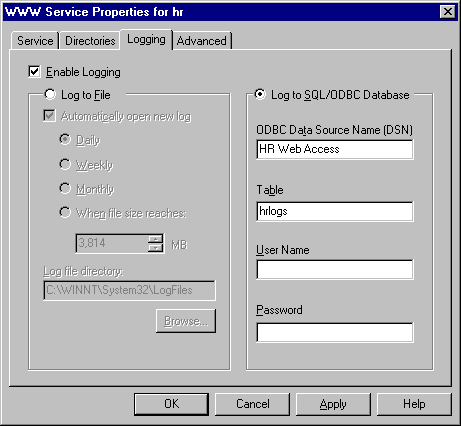 WWW Service Properties for hr
Service Directories Logging Advanced
Enable Logging
Log to File
Automatically open new log
Daily
Weekly
Monthly
When file size reaches:
3,814 MB
Log file directory:
C:\WINNT\System32\LogFiles
Browse...
Log to SQL/ODBC Database
ODBC Data Source Name (DSN)
HR Web Access
Table
hrlogs
User Name
Password
OK Cancel Apply Help